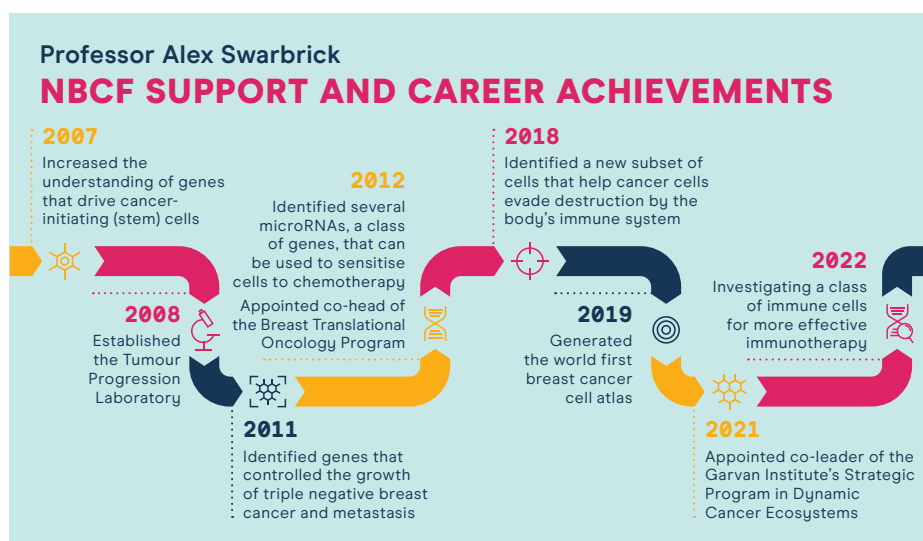 Professor Alex Swarbrick
NBCF SUPPORT AND CAREER ACHIEVEMENTS
2007
Increased the
understanding of genes
that drive cancer-
initiating (stem) cells
2008
Established
the Tumour
Progression
Laboratory
2011
Identified genes that
controlled the growth
of triple negative breast
cancer and metastasis
2012
Identified several
microRNAs, a class
of genes, that can
be used to sensitise
cells to chemotherapy
Appointed co-head of
the Breast Translational
Oncology Program
2018
Identified a new subset of
cells that help cancer cells
evade destruction by the
body's immune system
2019
Generated
the world first
breast cancer
cell atlas
2021
Appointed co-leader of the
Garvan Institute's Strategic
Program in Dynamic
Cancer Ecosystems
2022
Investigating a class
of immune cells
for more effective
immunotherapy